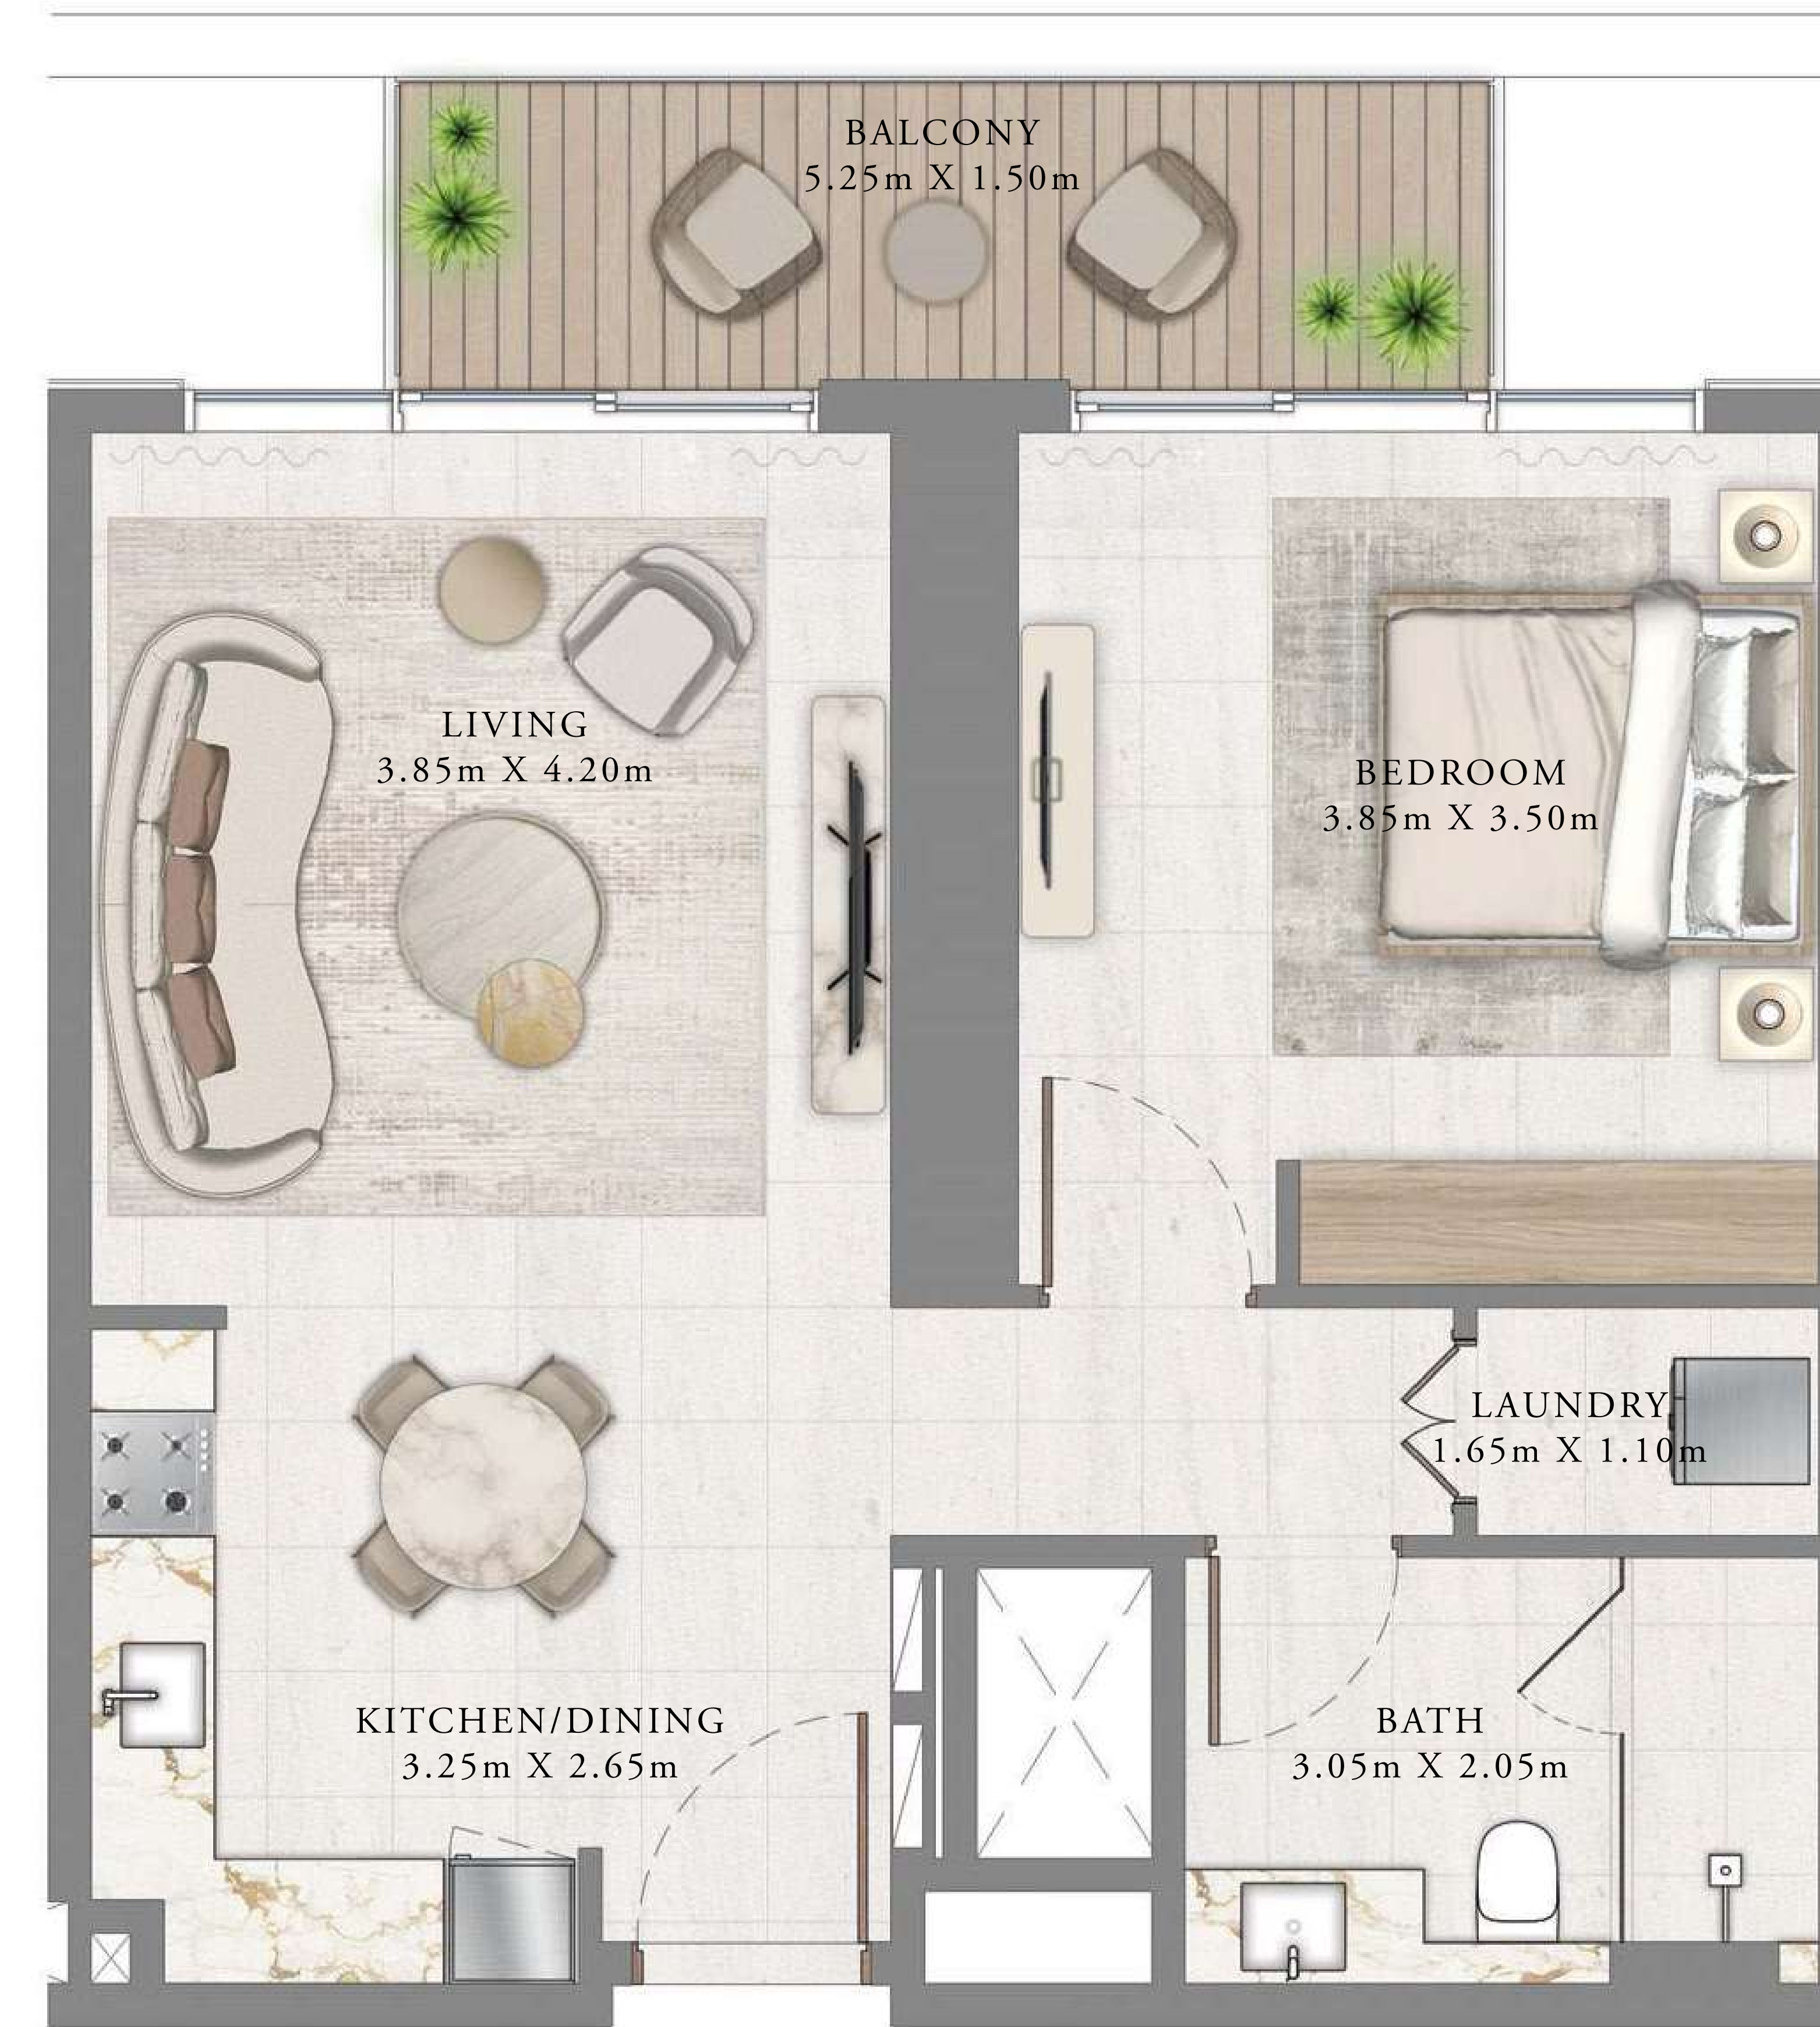 BALCONY
5.25m X 1.50m
LIVING
3.85m X 4.20m
BEDROOM
3.85m X 3.50m
LAUNDRY
1.65m X 1.10m
KITCHEN/DINING
3.25m X 2.65m
BATH
3.05m X 2.05m